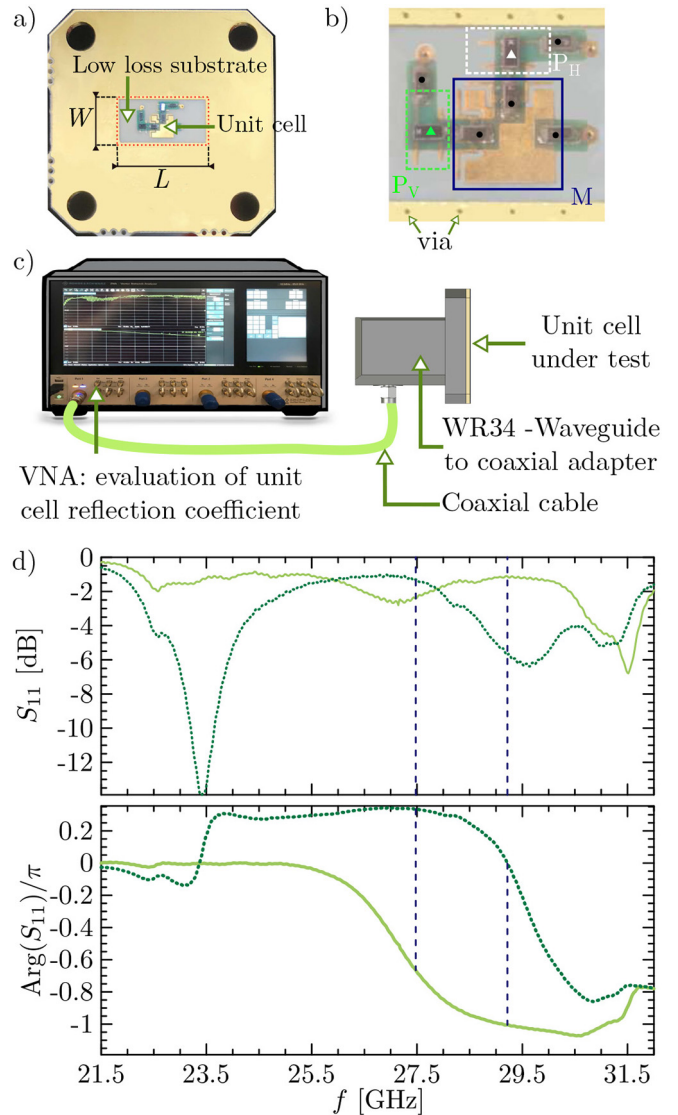 a)
Low loss substrate
W
Unit cell
L
b)
P_H
P_V
M
via
c)
Unit cell
under test
WR34 -Waveguide
to coaxial adapter
VNA: evaluation of unit
cell reflection coefficient
Coaxial cable
d)
S_11 [dB]
0
-2
-4
-6
-8
-10
-12
Arg(S_11)/π
0.2
0
-0.2
-0.4
-0.6
-0.8
-1
21.5 23.5 25.5 27.5 29.5 31.5
f [GHz]